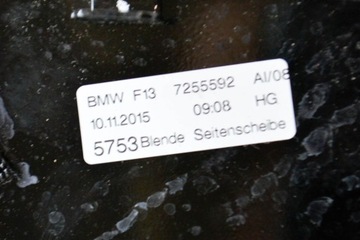 BMW F13 7255592 AI/08
10.11.2015 09:08 HG
5753 Blende Seitenscheibe